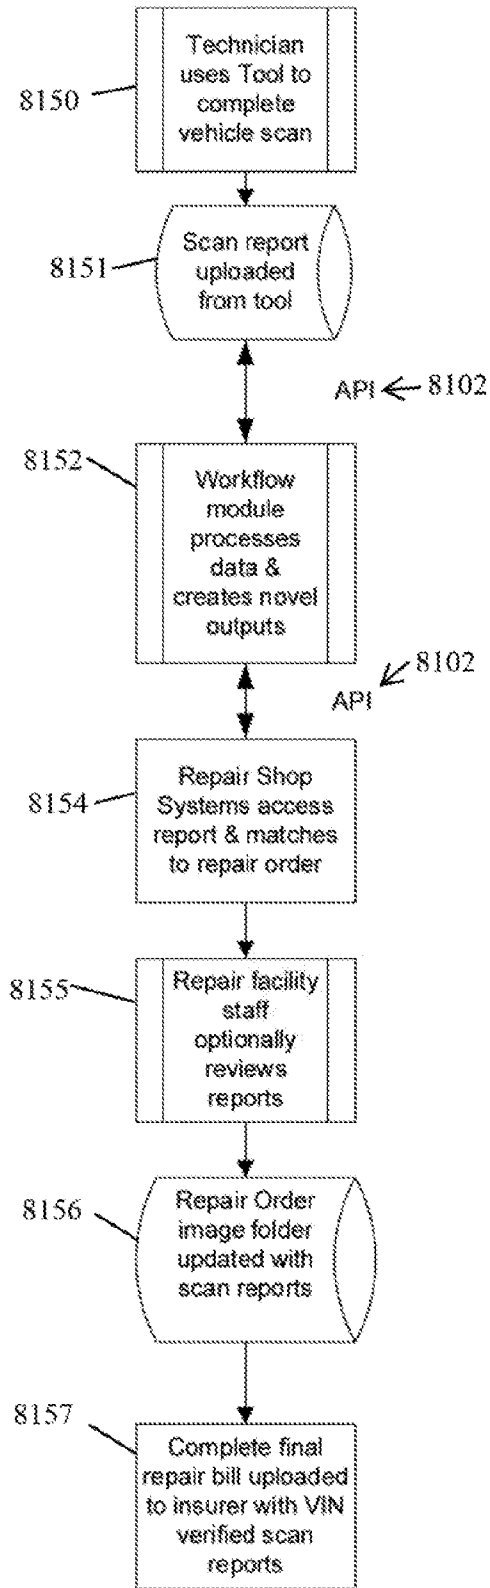 Technician
uses Tool to
complete
vehicle scan
8150
Scan report
uploaded
from tool
8151
API
8102
8152
Workflow
module
processes
data &
creates novel
outputs
8102
API
Repair Shop
Systems access
report & matches
to repair order
8154
Repair facility
staff
optionally
reviews
reports
8155
Repair Order
image folder
updated with
scan reports
8156
8157
Complete final
repair bill uploaded
to insurer with VIN
verified scan
reports